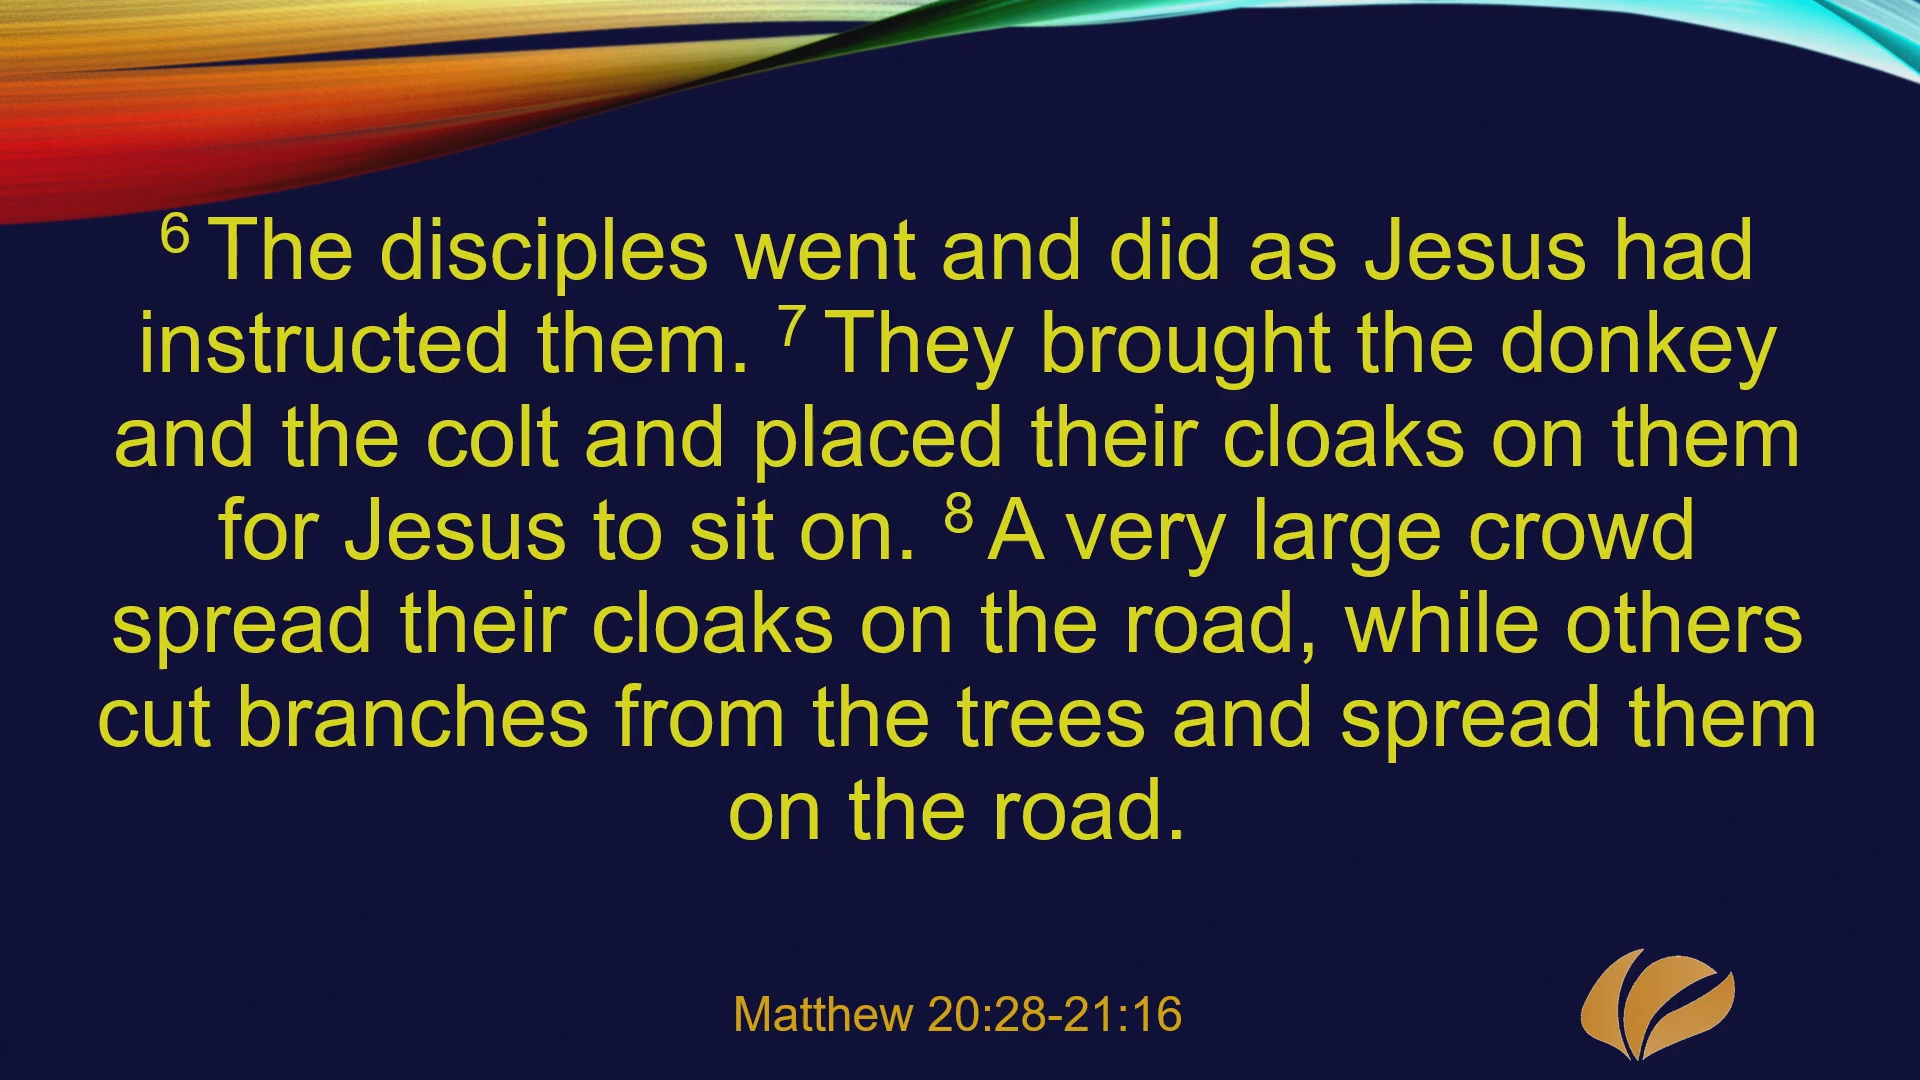 6 The disciples went and did as Jesus had
instructed them. 7 They brought the donkey
and the colt and placed their cloaks on them
for Jesus to sit on. 8 A very large crowd
spread their cloaks on the road, while others
cut branches from the trees and spread them
on the road.
Matthew 20:28-21:16